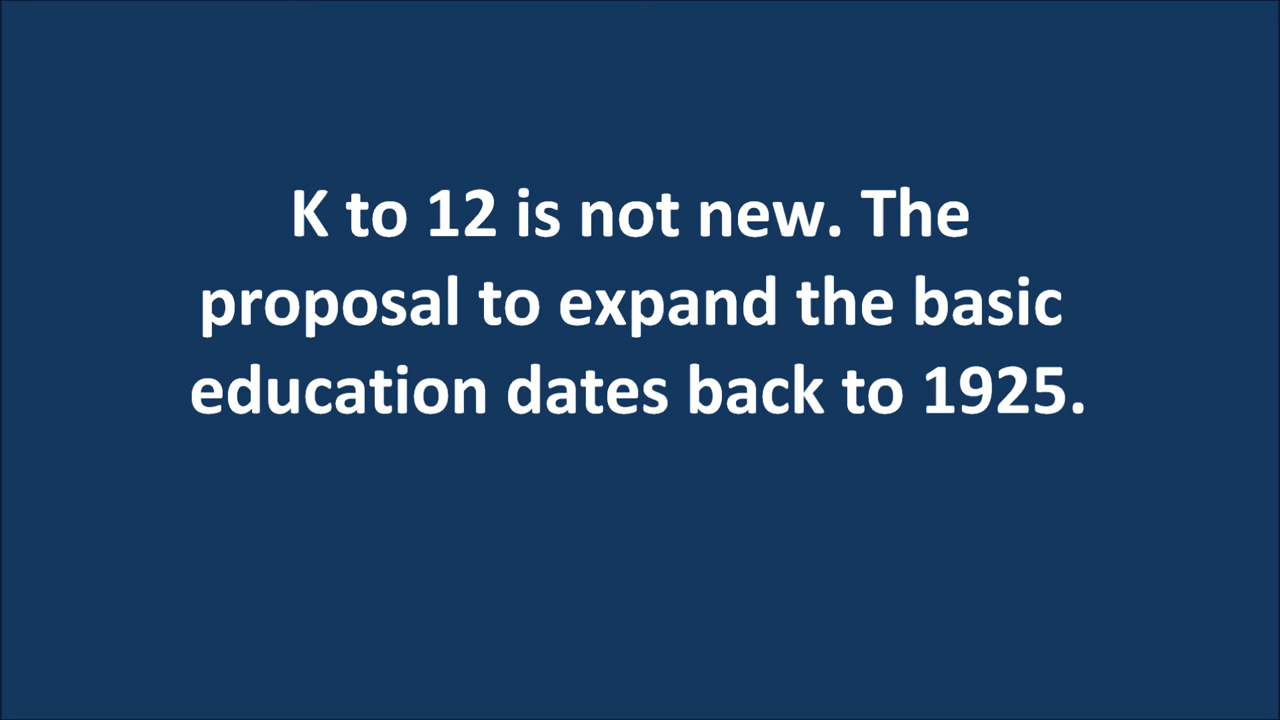 K to 12 is not new. The
proposal to expand the basic
education dates back to 1925.